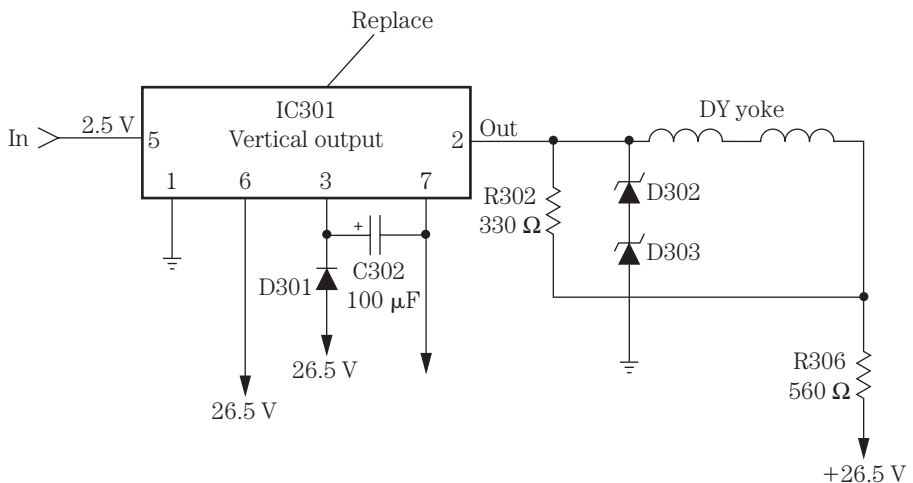 Replace
IC301
Vertical output
In
2.5 V
5
2
Out
1
6
3
7
DY yoke
R302
330 Ω
D302
D303
+
C302
100 μF
D301
26.5 V
26.5 V
R306
560 Ω
+26.5 V